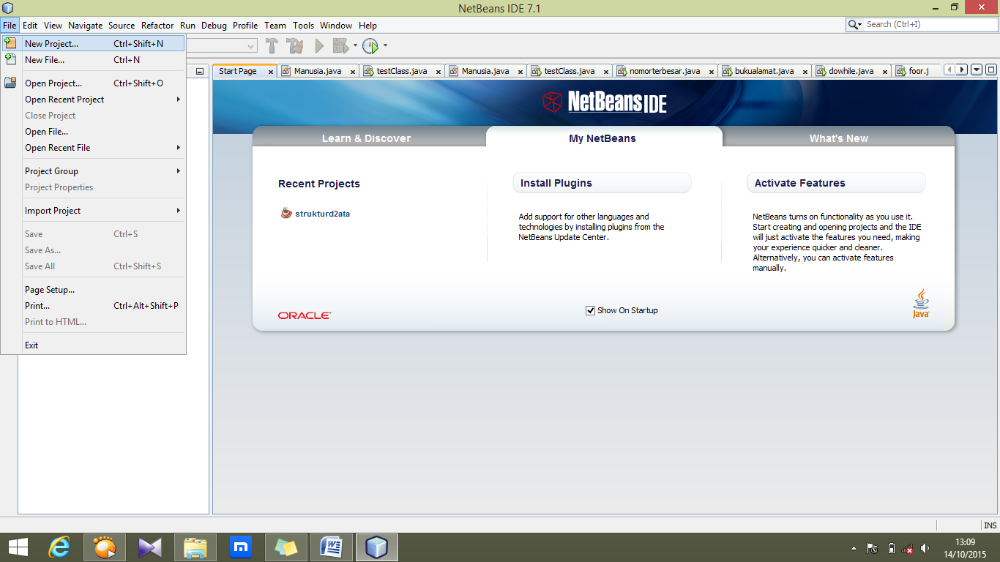 NetBeans IDE 7.1
File Edit View Navigate Source Refactor Run Debug Profile Team Tools Window Help
Search (Ctrl+I)
New Project... Ctrl+Shift+N
New File... Ctrl+N
Open Project... Ctrl+Shift+O
Open Recent Project
Close Project
Open File...
Open Recent File
Project Group
Project Properties
Import Project
Save Ctrl+S
Save As...
Save All Ctrl+Shift+S
Page Setup...
Print... Ctrl+Alt+Shift+P
Print to HTML...
Exit
Start Page Manusia.java testClass.java Manusia.java testClass.java nomorterbesar.java bukualamat.java dowhile.java foor.j
NetBeans IDE
Learn & Discover My NetBeans What's New
Recent Projects
strukturd2ata
Install Plugins
Add support for other languages and
technologies by installing plugins from the
NetBeans Update Center.
Activate Features
NetBeans turns on functionality as you use it.
Start creating and opening projects and the IDE
will just activate the features you need, making
your experience quicker and cleaner.
Alternatively, you can activate features
manually.
ORACLE
Show On Startup
Java
INS
13:09
14/10/2015